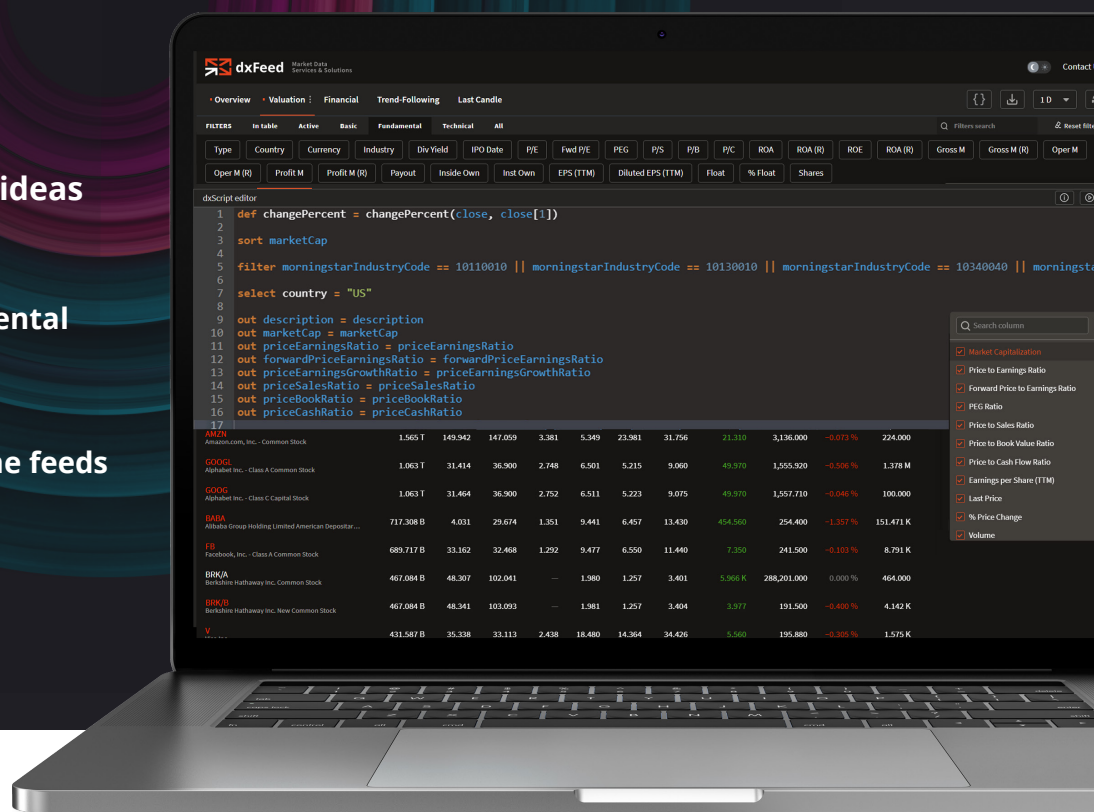 ideas
ental
ne feeds
dxFeed Market Data Services & Solutions
Contact
Overview Valuation Financial Trend-Following Last Candle
{} 1D
FILTERS In table Active Basic Fundamental Technical All Filters search Reset filte
Type Country Currency Industry Div Yield IPO Date P/E Fwd P/E PEG P/S P/B P/C ROA ROA (R) ROE ROA (R) Gross M Gross M (R) Oper M
Oper M (R) Profit M Profit M (R) Payout Inside Own Inst Own EPS (TTM) Diluted EPS (TTM) Float % Float Shares
dxScript editor
1 def changePercent = changePercent(close, close[1])
2
3 sort marketCap
4
5 filter morningstarIndustryCode == 10110010 || morningstarIndustryCode == 10130010 || morningstarIndustryCode == 10340040 || morningsta
6
7 select country = "US"
8
9 out description = description
10 out marketCap = marketCap
11 out priceEarningsRatio = priceEarningsRatio
12 out forwardPriceEarningsRatio = forwardPriceEarningsRatio
13 out priceEarningsGrowthRatio = priceEarningsGrowthRatio
14 out priceSalesRatio = priceSalesRatio
15 out priceBookRatio = priceBookRatio
16 out priceCashRatio = priceCashRatio
17
Search column
Market Capitalization
Price to Earnings Ratio
Forward Price to Earnings Ratio
PEG Ratio
Price to Sales Ratio
Price to Book Value Ratio
Price to Cash Flow Ratio
Earnings per Share (TTM)
Last Price
% Price Change
Volume
AMZN
Amazon.com, Inc. - Common Stock 1.565 T 149.942 147.059 3.381 5.349 23.981 31.756 21.310 3,136.000 -0.073 % 224.000
GOOGL
Alphabet Inc. - Class A Common Stock 1.063 T 31.414 36.900 2.748 6.501 5.215 9.060 49.970 1,555.920 -0.506 % 1.378 M
GOOG
Alphabet Inc. - Class C Capital Stock 1.063 T 31.464 36.900 2.752 6.511 5.223 9.075 49.970 1,557.710 -0.046 % 100.000
BABA
Alibaba Group Holding Limited American Depositar... 717.308 B 4.031 29.674 1.351 9.441 6.457 13.430 454.560 254.400 -1.357 % 151.471 K
FB
Facebook, Inc. - Class A Common Stock 689.717 B 33.162 32.468 1.292 9.477 6.550 11.440 7.350 241.500 -0.103 % 8.791 K
BRK/A
Berkshire Hathaway Inc. Common Stock 467.084 B 48.307 102.041 — 1.980 1.257 3.401 5.966 K 288,201.000 0.000 % 464.000
BRK/B
Berkshire Hathaway Inc. New Common Stock 467.084 B 48.341 103.093 — 1.981 1.257 3.404 3.977 191.500 -0.400 % 4.142 K
V
431.587 B 35.338 33.113 2.438 18.480 14.364 34.426 5.560 195.880 -0.305 % 1.575 K